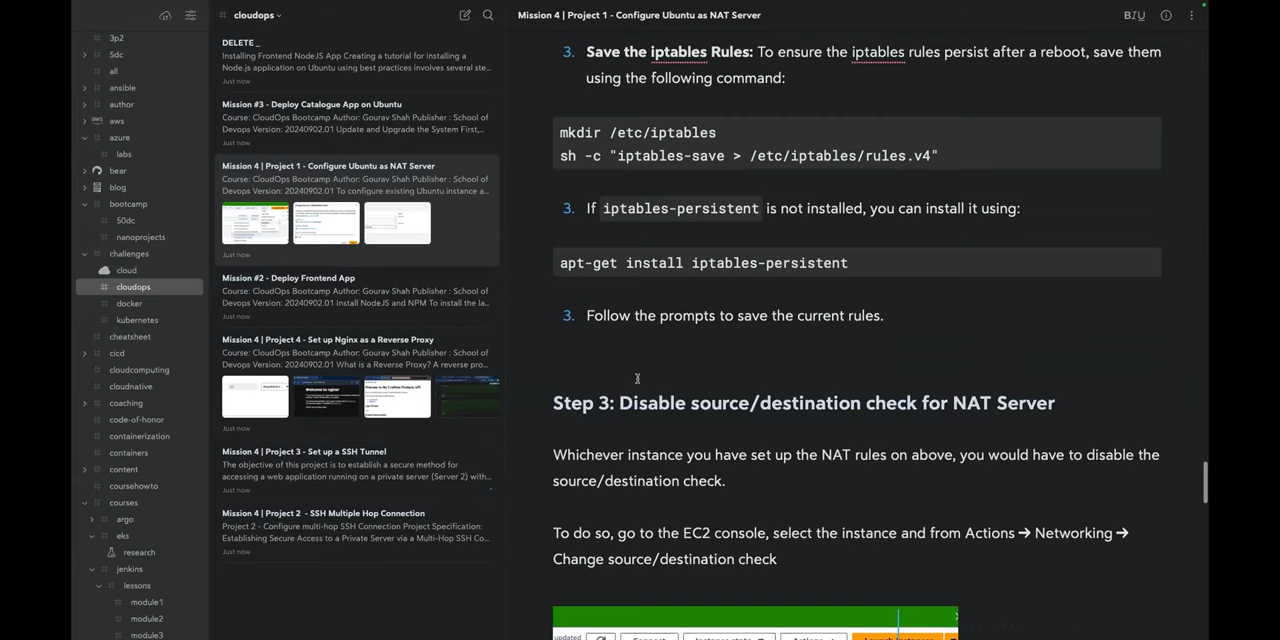 3p2
5dc
all
ansible
author
aws
azure
labs
bear
blog
bootcamp
50dc
nanoprojects
challenges
cloud
cloudops
docker
kubernetes
cheatsheet
cicd
cloudcomputing
cloudnative
coaching
code-of-honor
containerization
containers
content
coursehowto
courses
argo
eks
research
jenkins
lessons
module1
module2
module3
# cloudops
DELETE _
Installing Frontend NodeJS App Creating a tutorial for installing a
Node.js application on Ubuntu using best practices involves several ste...
Just now
Mission #3 - Deploy Catalogue App on Ubuntu
Course: CloudOps Bootcamp Author: Gourav Shah Publisher : School of
Devops Version: 20240902.01 Update and Upgrade the System First,...
Just now
Mission 4 | Project 1 - Configure Ubuntu as NAT Server
Course: CloudOps Bootcamp Author: Gourav Shah Publisher : School of
Devops Version: 20240902.01 To configure existing Ubuntu instance a...
Just now
Mission #2 - Deploy Frontend App
Course: CloudOps Bootcamp Author: Gourav Shah Publisher : School of
Devops Version: 20240902.01 Install NodeJS and NPM To install the la...
Just now
Mission 4 | Project 4 - Set up Nginx as a Reverse Proxy
Course: CloudOps Bootcamp Author: Gourav Shah Publisher : School of
Devops Version: 20240902.01 What is a Reverse Proxy? A reverse pro...
Just now
Mission 4 | Project 3 - Set up a SSH Tunnel
The objective of this project is to establish a secure method for
accessing a web application running on a private server (Server 2) with...
Just now
Mission 4 | Project 2 - SSH Multiple Hop Connection
Project 2 - Configure multi-hop SSH Connection Project Specification:
Establishing Secure Access to a Private Server via a Multi-Hop SSH Co...
Just now
Mission 4 | Project 1 - Configure Ubuntu as NAT Server
BIU
3. Save the iptables Rules: To ensure the iptables rules persist after a reboot, save them
using the following command:
mkdir /etc/iptables
sh -c "iptables-save > /etc/iptables/rules.v4"
3. If iptables-persistent is not installed, you can install it using:
apt-get install iptables-persistent
3. Follow the prompts to save the current rules.
Step 3: Disable source/destination check for NAT Server
Whichever instance you have set up the NAT rules on above, you would have to disable the
source/destination check.
To do so, go to the EC2 console, select the instance and from Actions → Networking →
Change source/destination check